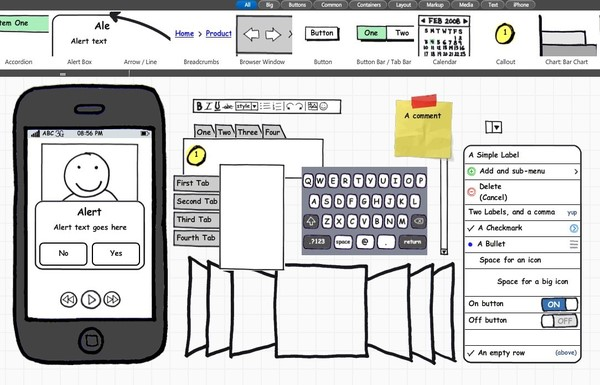 All Big Buttons Common Containers Layout Markup Media Text iPhone
em One
Ale
Alert text
Home > Product
Button
One Two
FEB 2008
S M T W T F S
1
Accordion Alert Box Arrow / Line Breadcrumbs Browser Window Button Button Bar / Tab Bar Calendar Callout Chart: Bar Chart
ABC 3G 08:56 PM
Alert
Alert text goes here
No Yes
B I U abc style
One Two Three Four
1
First Tab
Second Tab
Third Tab
Fourth Tab
Q W E R T Y U I O P
A S D F G H J K L
Z X C V B N M
.?123 space @ . return
A comment
A Simple Label
Add and sub-menu
Delete
(Cancel)
Two Labels, and a comma yup
A Checkmark
A Bullet
Space for an icon
Space for a big icon
On button ON
Off button OFF
An empty row (above)